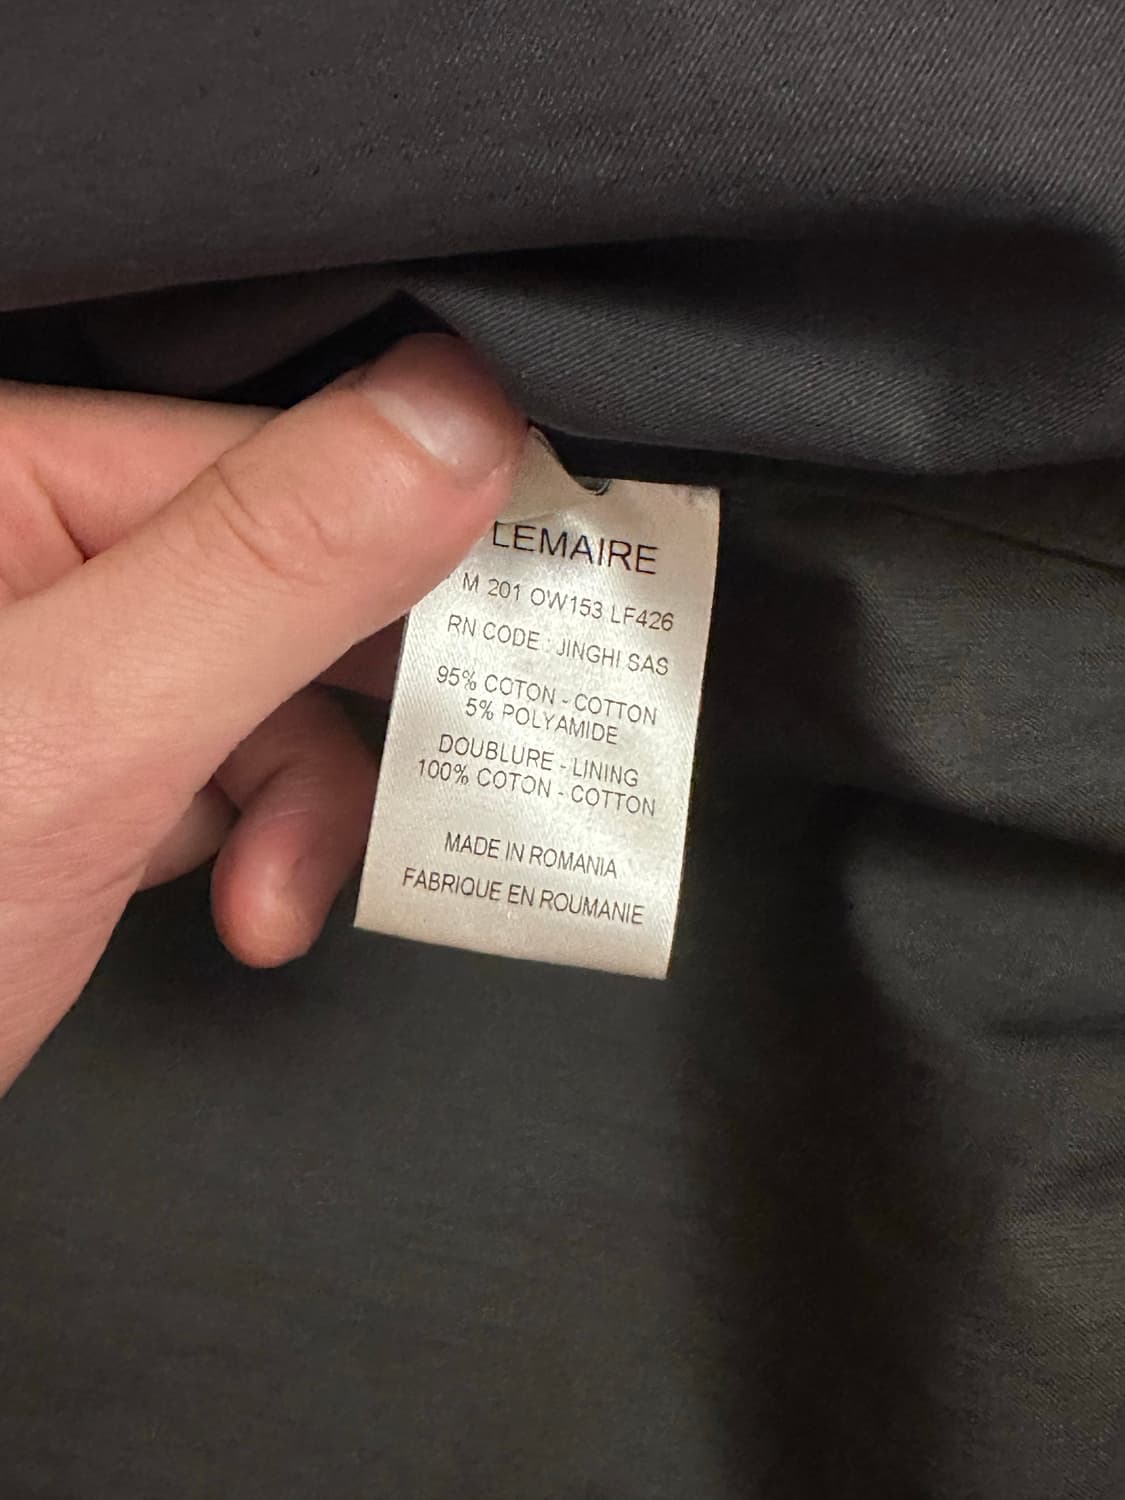 LEMAIRE
M 201 OW153 LF426
RN CODE : JINGHI SAS
95% COTON - COTTON
5% POLYAMIDE
DOUBLURE - LINING
100% COTON - COTTON
MADE IN ROMANIA
FABRIQUE EN ROUMANIE